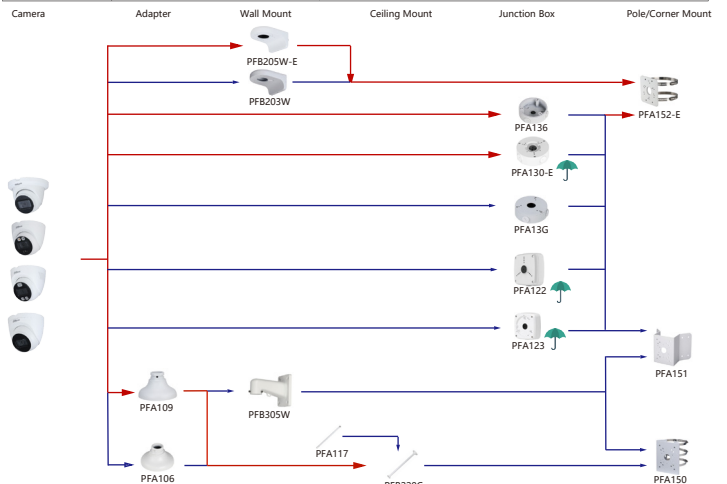 Camera Adapter Wall Mount Ceiling Mount Junction Box Pole/Corner Mount
PFB205W-E
PFB203W
PFA152-E
PFA136
PFA130-E
PFA13G
PFA122
PFA123
PFA151
PFA109
PFB305W
PFA117
PFA106
PFA150